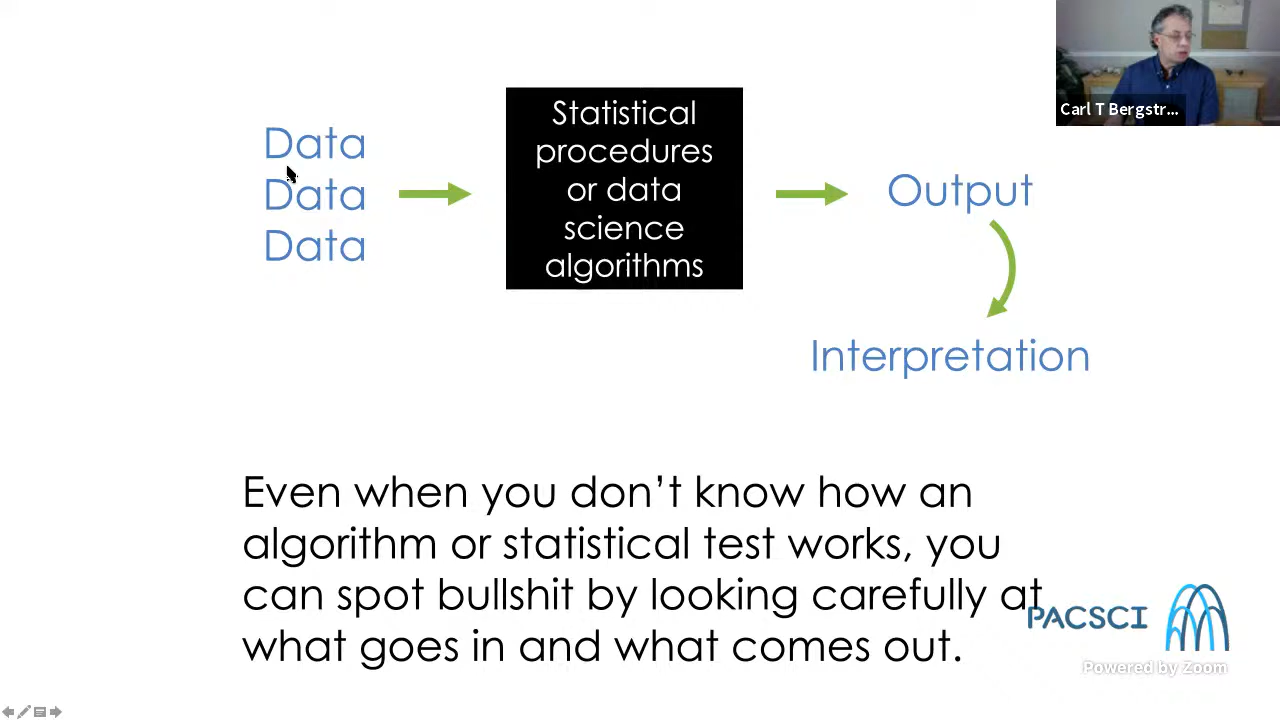 Carl T Bergstr...
Data
Data
Data
Statistical
procedures
or data
science
algorithms
Output
Interpretation
Even when you don’t know how an
algorithm or statistical test works, you
can spot bullshit by looking carefully at
what goes in and what comes out.
PACSCI
Powered by Zoom